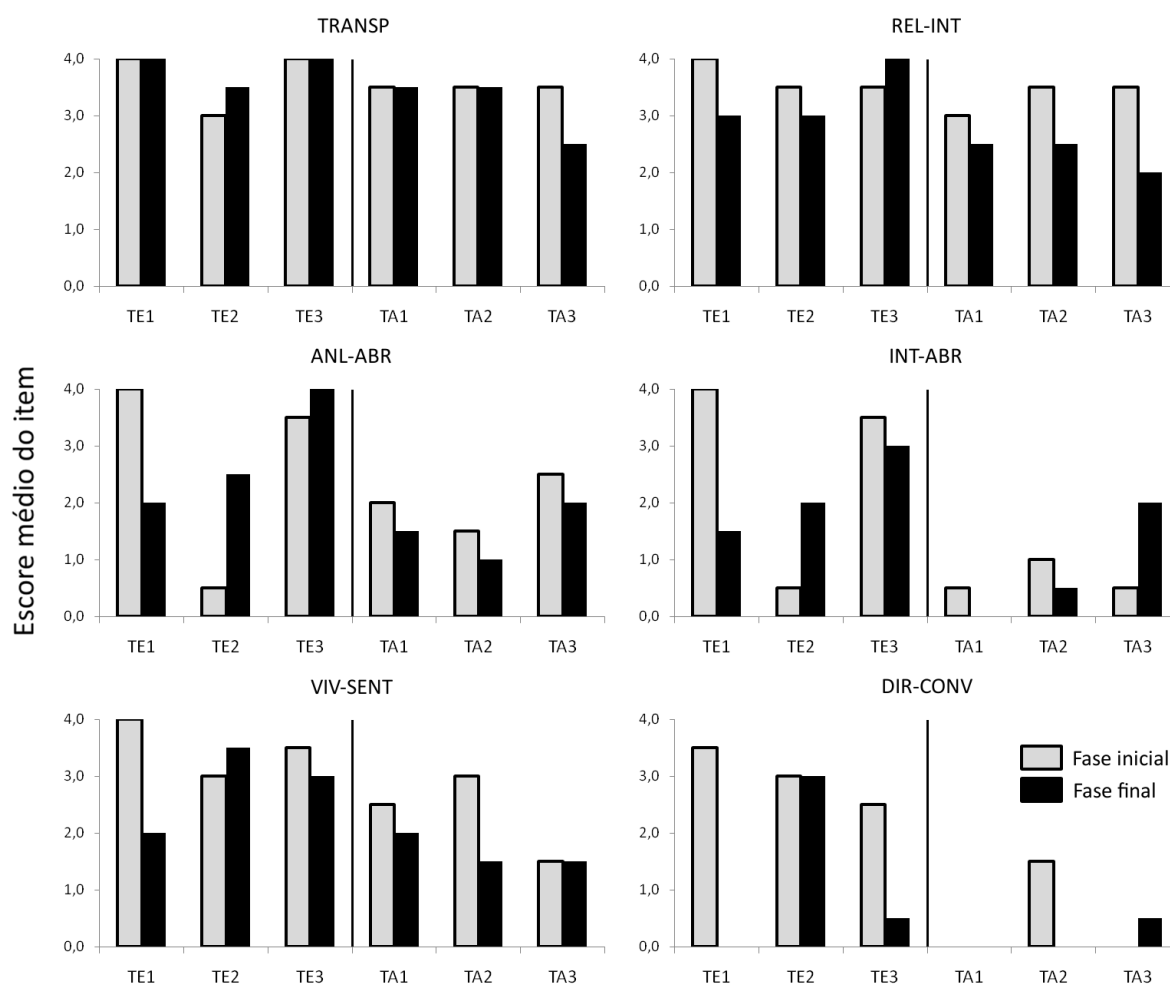 TRANSP
4,0
3,0
2,0
1,0
0,0
TE1 TE2 TE3 TA1 TA2 TA3
REL-INT
4,0
3,0
2,0
1,0
0,0
TE1 TE2 TE3 TA1 TA2 TA3
Escore médio do item
ANL-ABR
4,0
3,0
2,0
1,0
0,0
TE1 TE2 TE3 TA1 TA2 TA3
INT-ABR
4,0
3,0
2,0
1,0
0,0
TE1 TE2 TE3 TA1 TA2 TA3
VIV-SENT
4,0
3,0
2,0
1,0
0,0
TE1 TE2 TE3 TA1 TA2 TA3
DIR-CONV
4,0
3,0
2,0
1,0
0,0
TE1 TE2 TE3 TA1 TA2 TA3
Fase inicial
Fase final